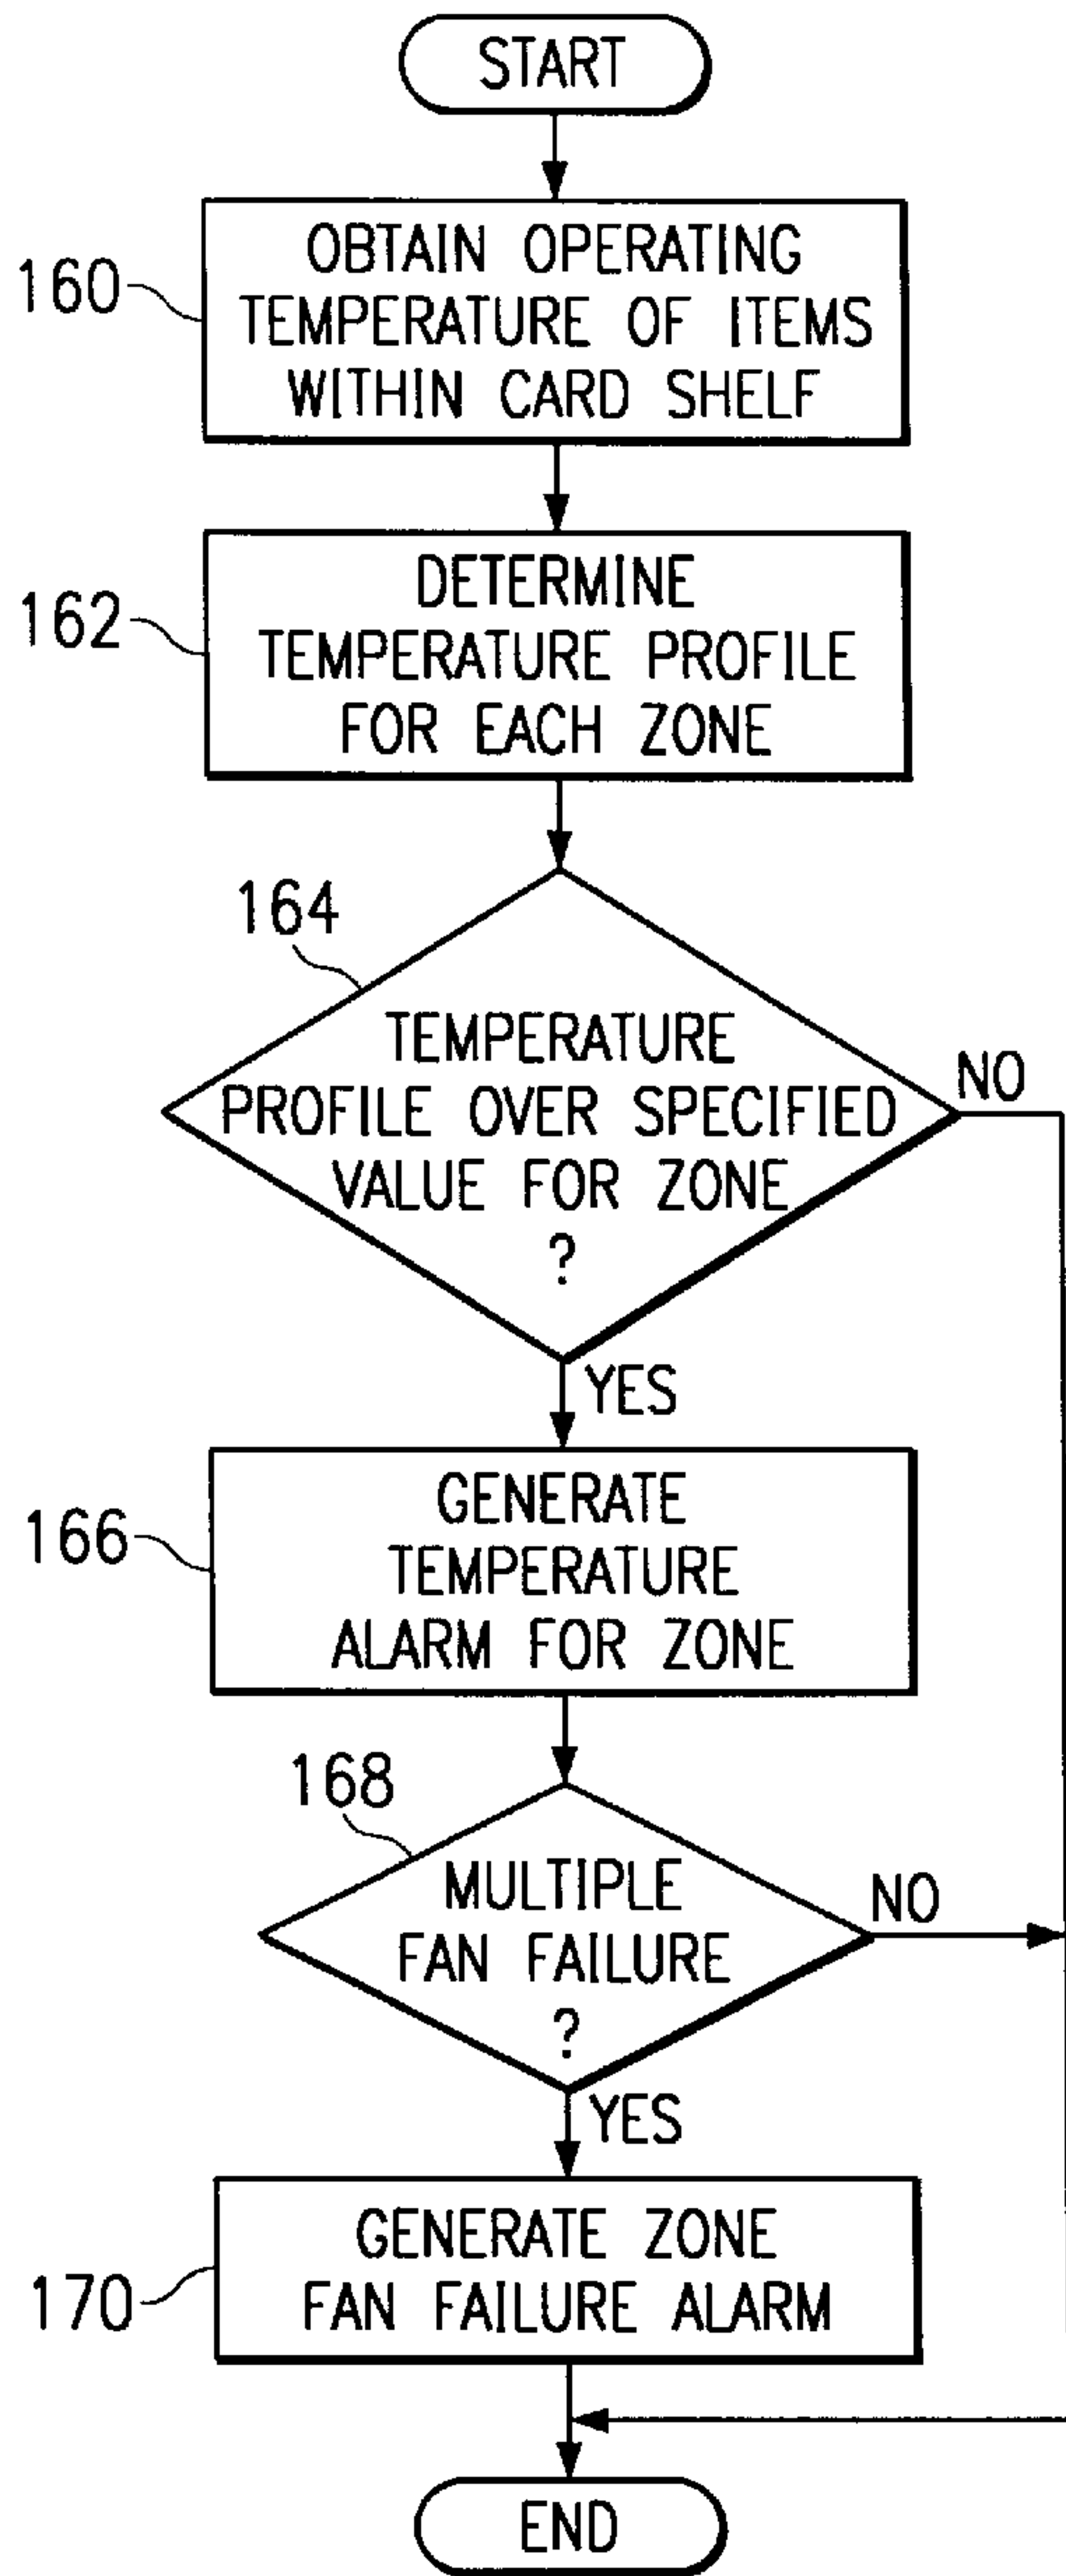 START
160
OBTAIN OPERATING
TEMPERATURE OF ITEMS
WITHIN CARD SHELF
162
DETERMINE
TEMPERATURE PROFILE
FOR EACH ZONE
164
TEMPERATURE
PROFILE OVER SPECIFIED
VALUE FOR ZONE
?
NO
YES
166
GENERATE
TEMPERATURE
ALARM FOR ZONE
168
MULTIPLE
FAN FAILURE
?
NO
YES
170
GENERATE ZONE
FAN FAILURE ALARM
END